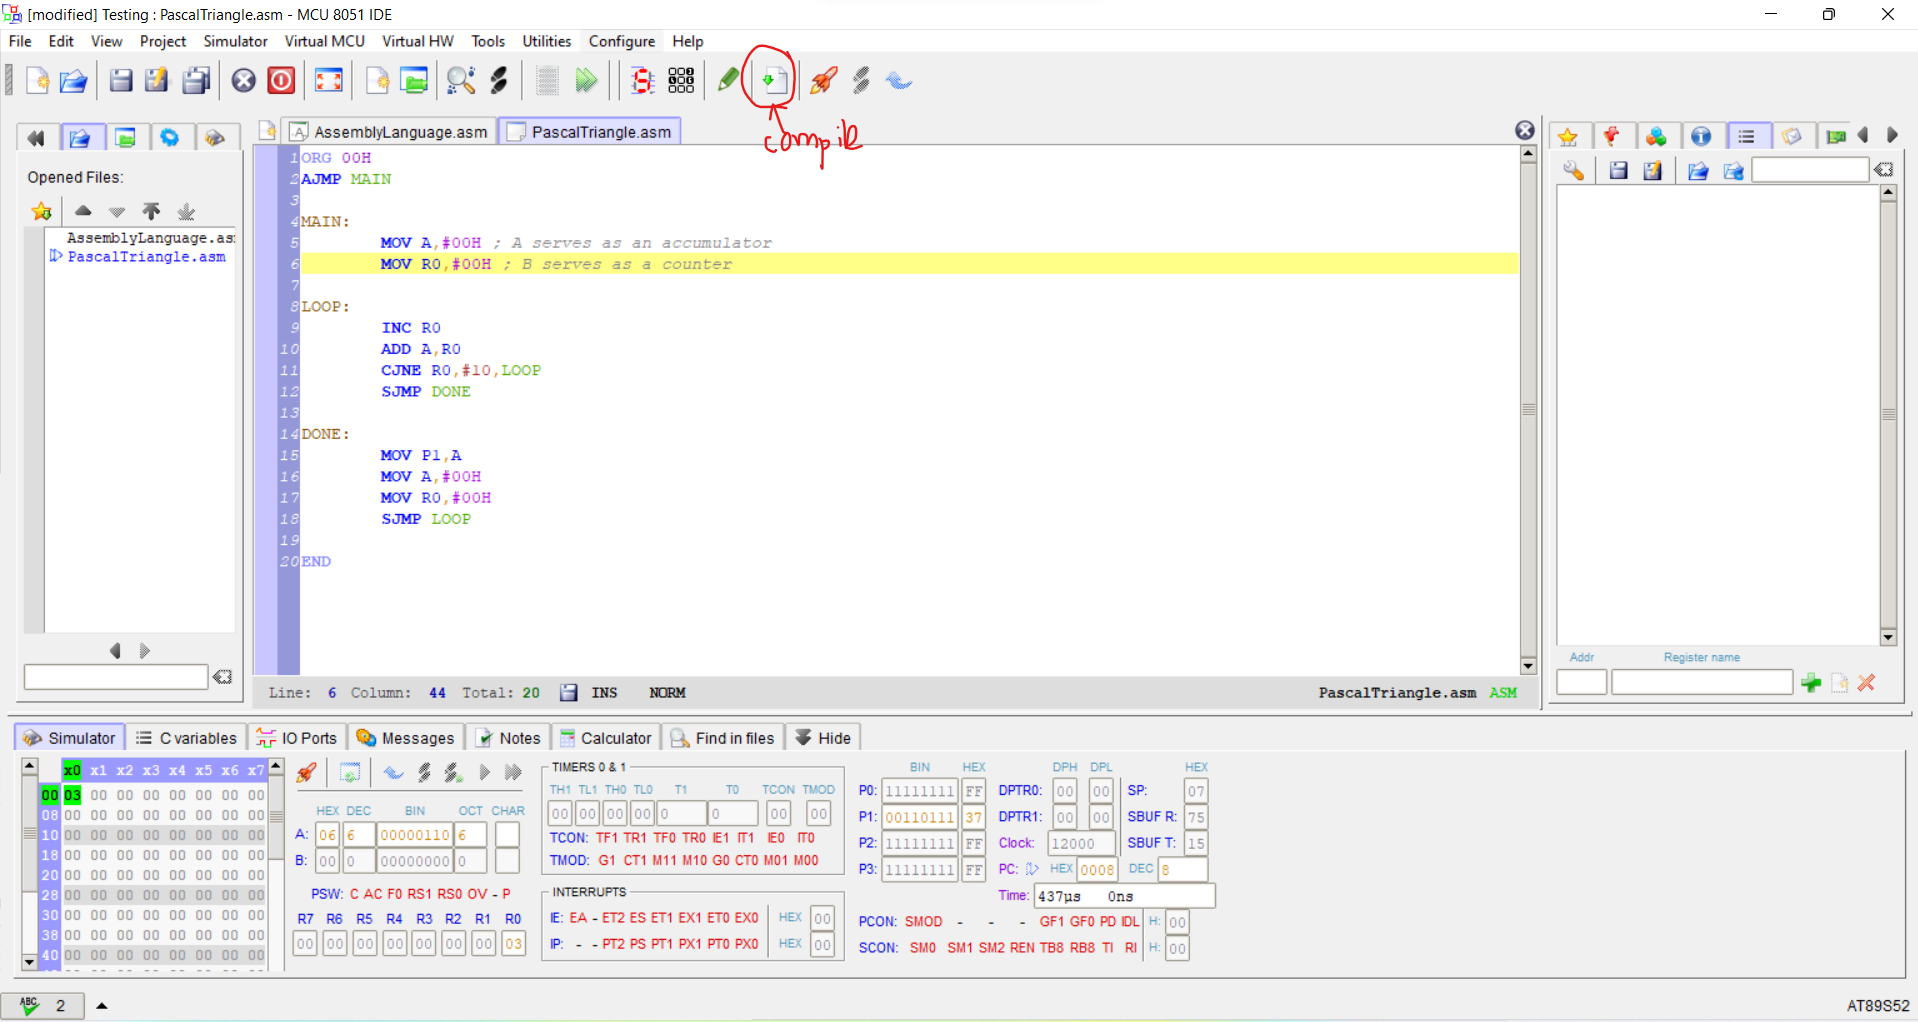 [modified] Testing : PascalTriangle.asm - MCU 8051 IDE
File Edit View Project Simulator Virtual MCU Virtual HW Tools Utilities Configure Help
compile
AssemblyLanguage.asm PascalTriangle.asm
Opened Files:
AssemblyLanguage.as
PascalTriangle.asm
1 ORG 00H
2 AJMP MAIN
3
4 MAIN:
5 MOV A,#00H ; A serves as an accumulator
6 MOV R0,#00H ; B serves as a counter
7
8 LOOP:
9 INC R0
10 ADD A,R0
11 CJNE R0,#10,LOOP
12 SJMP DONE
13
14 DONE:
15 MOV P1,A
16 MOV A,#00H
17 MOV R0,#00H
18 SJMP LOOP
19
20 END
Addr Register name
Line: 6 Column: 44 Total: 20 INS NORM PascalTriangle.asm ASM
Simulator C variables IO Ports Messages Notes Calculator Find in files Hide
x0 x1 x2 x3 x4 x5 x6 x7
00 03 00 00 00 00 00 00 00
08 00 00 00 00 00 00 00 00
10 00 00 00 00 00 00 00 00
18 00 00 00 00 00 00 00 00
20 00 00 00 00 00 00 00 00
28 00 00 00 00 00 00 00 00
30 00 00 00 00 00 00 00 00
38 00 00 00 00 00 00 00 00
40 00 00 00 00 00 00 00 00
HEX DEC BIN OCT CHAR
A: 06 6 00000110 6
B: 00 0 00000000 0
PSW: C AC F0 RS1 RS0 OV - P
R7 R6 R5 R4 R3 R2 R1 R0
00 00 00 00 00 00 00 03
TIMERS 0 & 1
TH1 TL1 TH0 TL0 T1 T0 TCON TMOD
00 00 00 00 0 0 00 00
TCON: TF1 TR1 TF0 TR0 IE1 IT1 IE0 IT0
TMOD: G1 CT1 M11 M10 G0 CT0 M01 M00
INTERRUPTS
IE: EA - ET2 ES ET1 EX1 ET0 EX0 HEX 00
IP: - - PT2 PS PT1 PX1 PT0 PX0 HEX 00
BIN HEX DPH DPL HEX
P0: 11111111 FF DPTR0: 00 00 SP: 07
P1: 00110111 37 DPTR1: 00 00 SBUF R: 75
P2: 11111111 FF Clock: 12000 SBUF T: 15
P3: 11111111 FF PC: HEX 0008 DEC 8
Time: 437µs 0ns
PCON: SMOD - - - GF1 GF0 PD IDL H: 00
SCON: SM0 SM1 SM2 REN TB8 RB8 TI RI H: 00
ABC 2 AT89S52